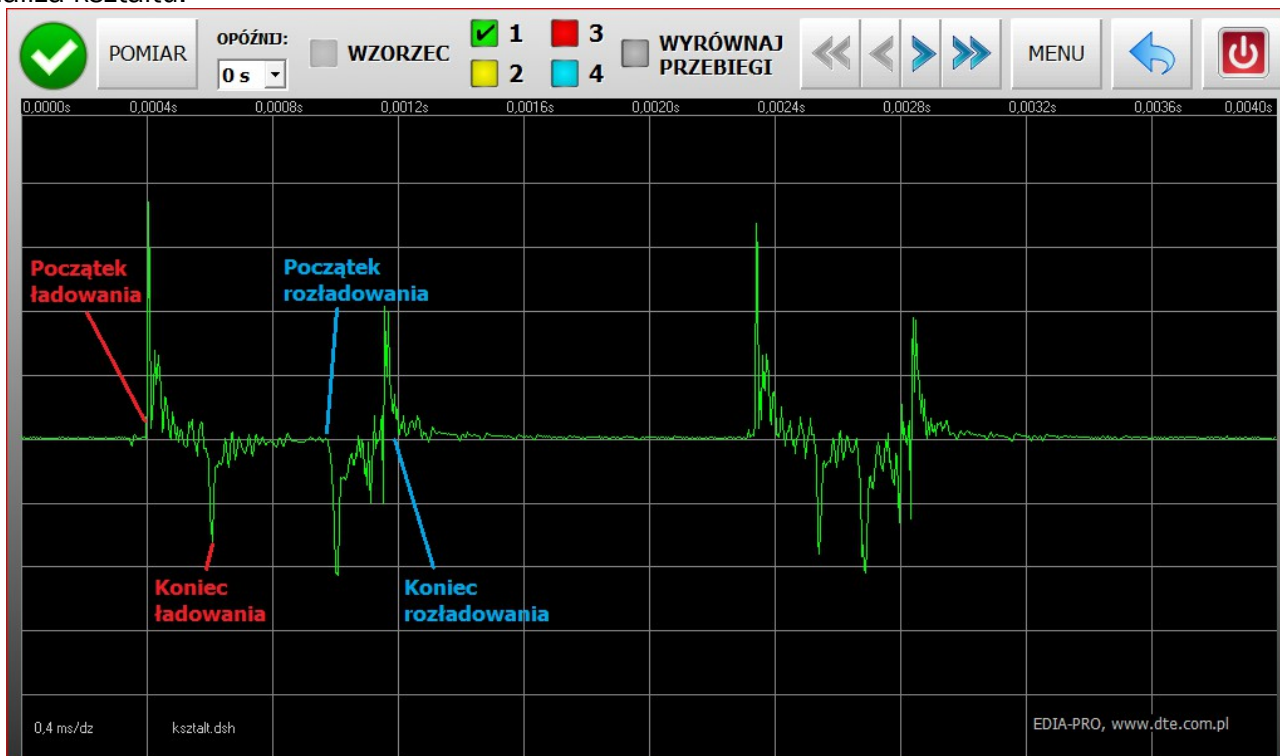 POMIAR
OPÓŹNIJ:
0 s
WZORZEC
1
2
3
4
WYRÓWNAJ
PRZEBIEGI
MENU
0,0000s 0,0004s 0,0008s 0,0012s 0,0016s 0,0020s 0,0024s 0,0028s 0,0032s 0,0036s 0,0040s
Początek
ładowania
Początek
rozładowania
Koniec
ładowania
Koniec
rozładowania
0,4 ms/dz
ksztalt.dsh
EDIA-PRO, www.dte.com.pl